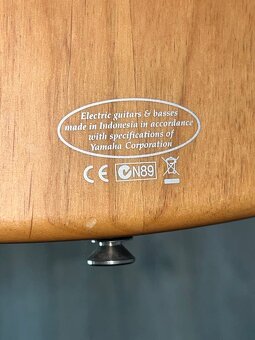 Electric guitars & basses
made in Indonesia in accordance
with specifications of
Yamaha Corporation
CE N89